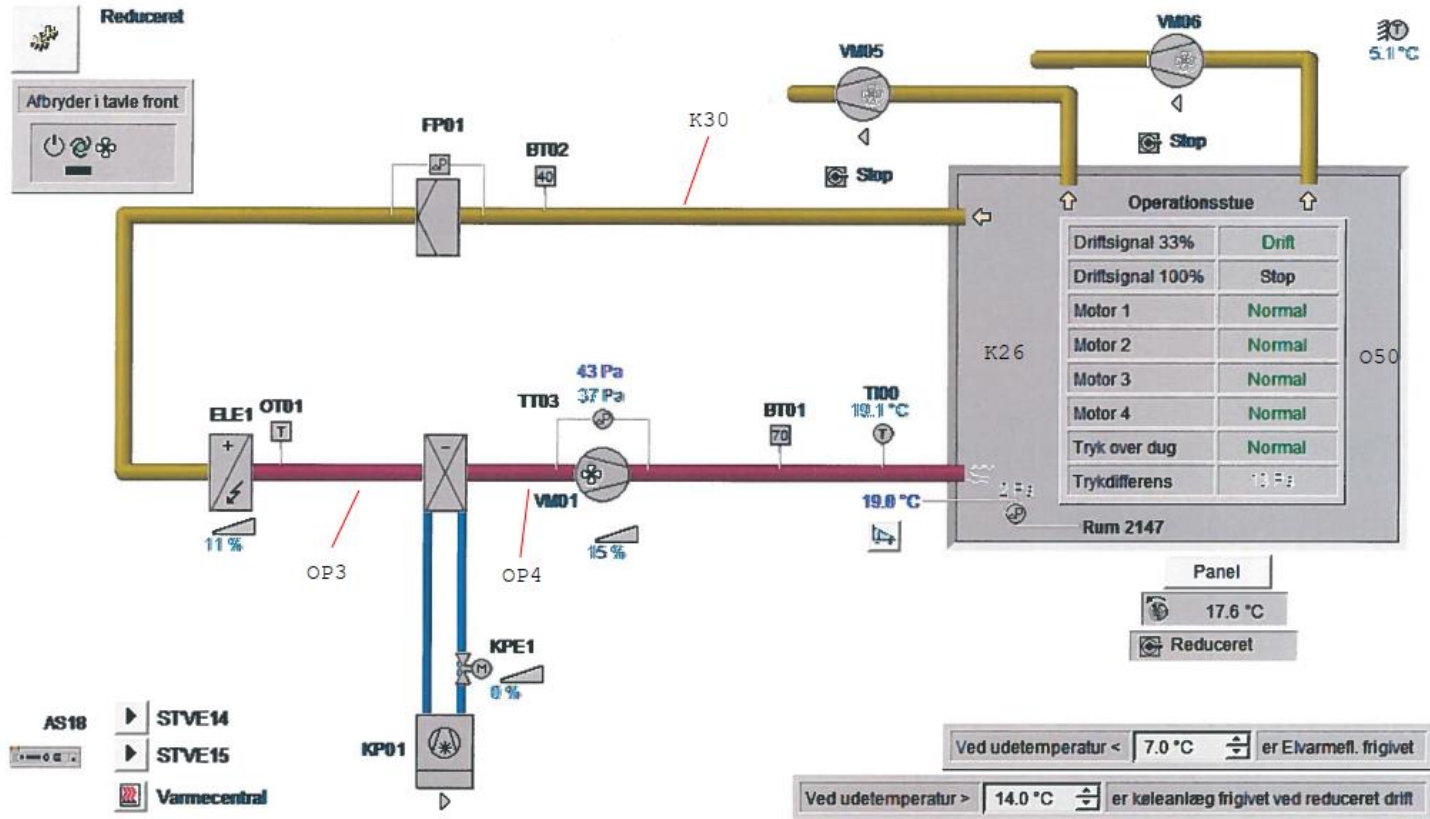 Reduceret
VM06
5.1 °C
VM05
Afbryder i tavle front
FP01
K30
BT02
40
Stop
Stop
Operationsstue
Driftsignal 33% Drift
Driftsignal 100% Stop
Motor 1 Normal
Motor 2 Normal
Motor 3 Normal
Motor 4 Normal
Tryk over dug Normal
Trykdifferens
K26
O50
43 Pa
37 Pa
ELE1
OT01
T
TT03
BT01
70
TI00
19.1 °C
T
VM01
19.0 °C
2 Pa
Rum 2147
11 %
15 %
OP3
OP4
Panel
17.6 °C
Reduceret
KPE1
M
0 %
AS18
STVE14
STVE15
KP01
Varmecentral
Ved udetemperatur < 7.0 °C er Elvarmefl. frigivet
Ved udetemperatur > 14.0 °C er køleanlæg frigivet ved reduceret drift